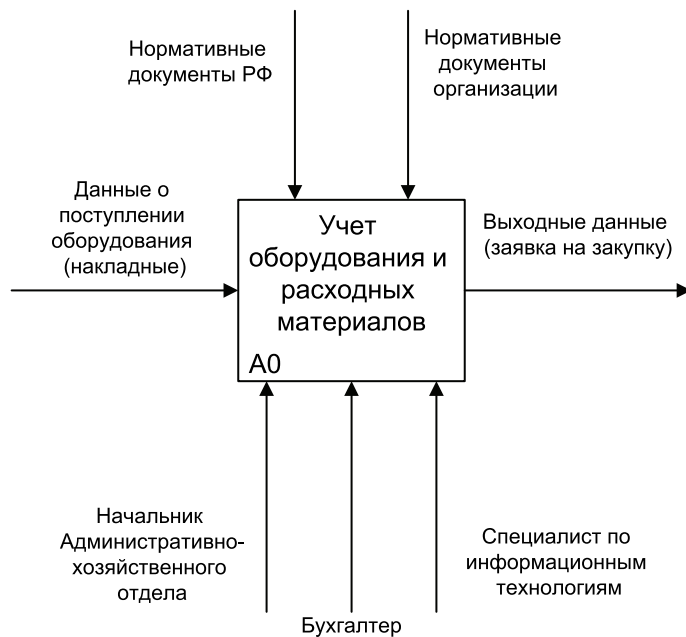 Нормативные
документы РФ
Нормативные
документы
организации
Данные о
поступлении
оборудования
(накладные)
Учет
оборудования и
расходных
материалов
А0
Выходные данные
(заявка на закупку)
Начальник
Административно-
хозяйственного
отдела
Бухгалтер
Специалист по
информационным
технологиям